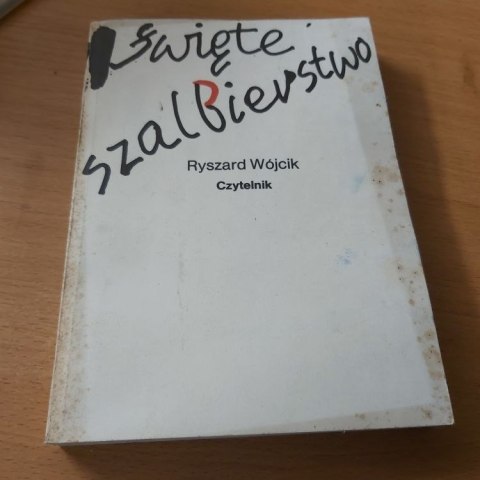 święte
szalBierstwo
Ryszard Wójcik
Czytelnik